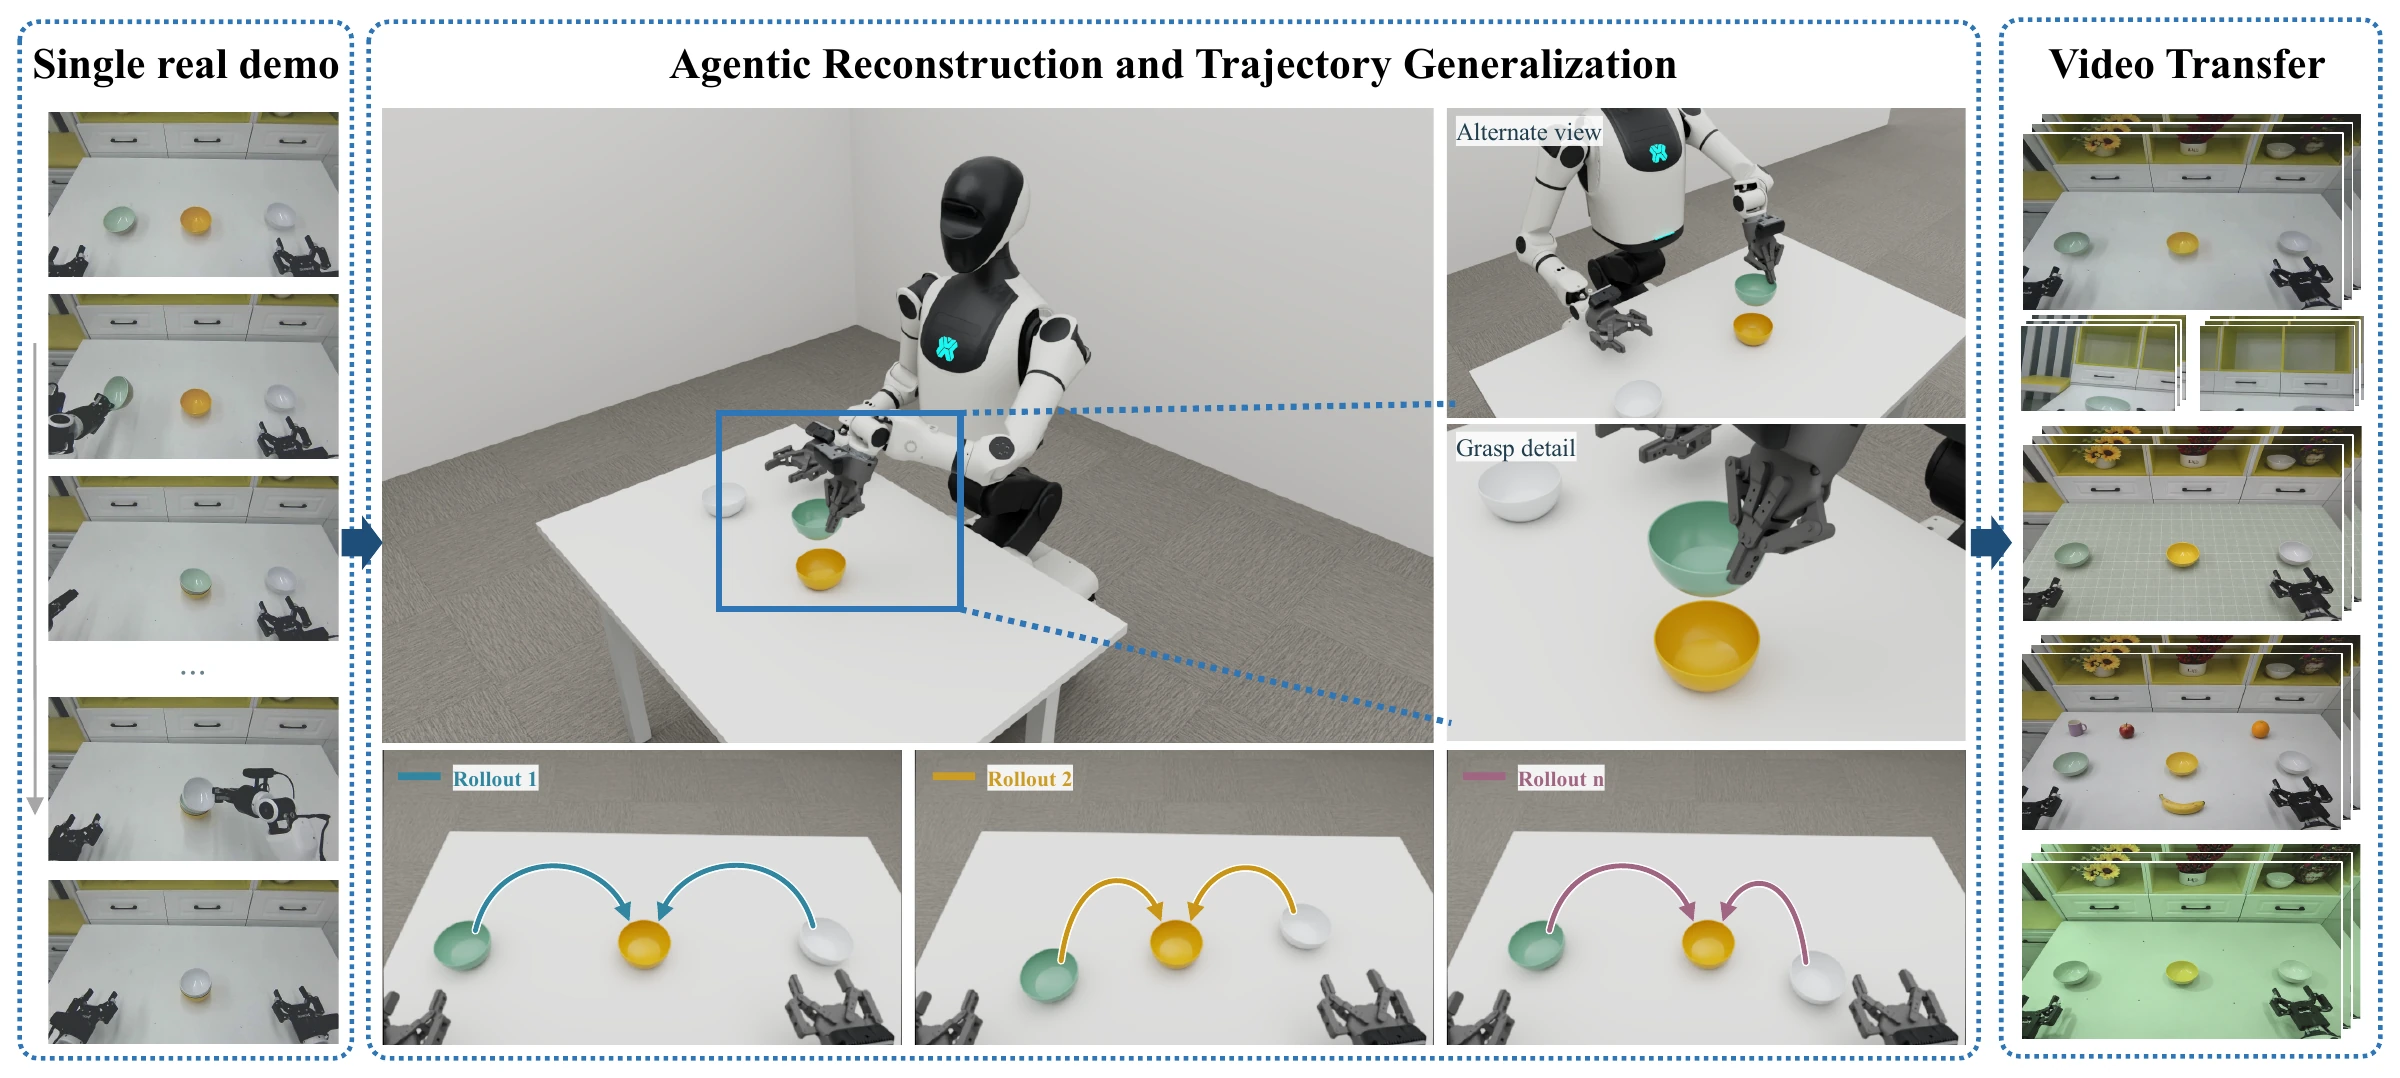 Single real demo
...
Agentic Reconstruction and Trajectory Generalization
Alternate view
Grasp detail
Rollout 1
Rollout 2
Rollout n
Video Transfer